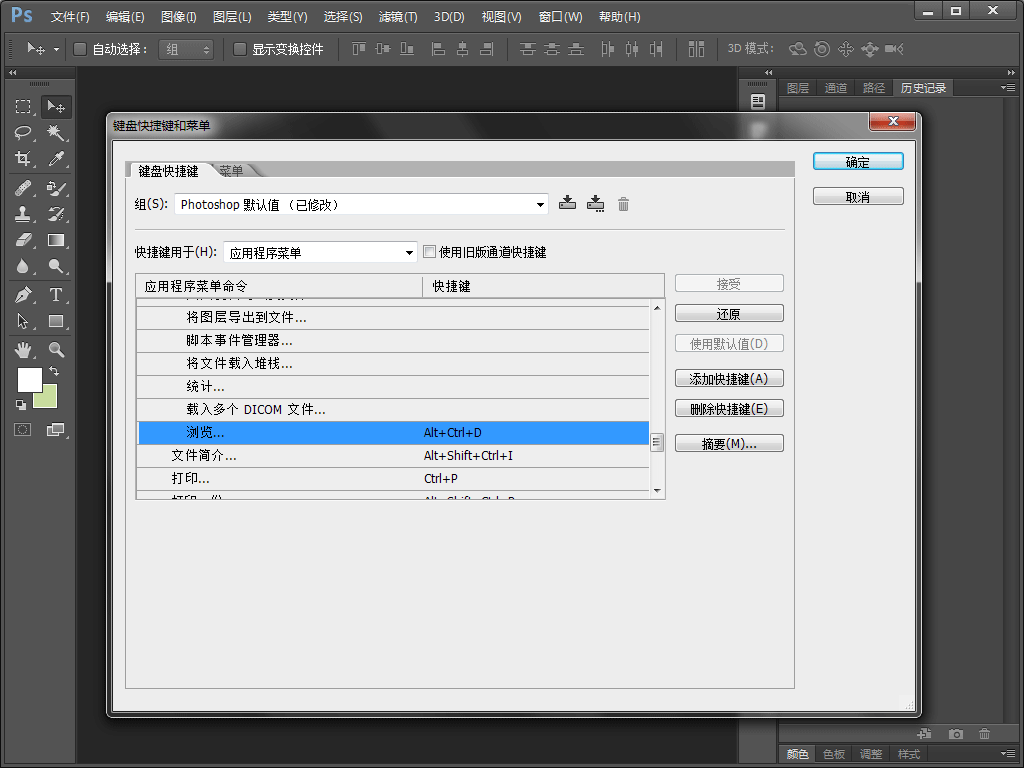 Ps 文件(F) 编辑(E) 图像(I) 图层(L) 类型(Y) 选择(S) 滤镜(T) 3D(D) 视图(V) 窗口(W) 帮助(H)
自动选择： 组 显示变换控件 3D 模式：
图层 通道 路径 历史记录
键盘快捷键和菜单
键盘快捷键 菜单
确定
取消
组(S): Photoshop 默认值 （已修改）
快捷键用于(H): 应用程序菜单 使用旧版通道快捷键
应用程序菜单命令 快捷键
接受
将图层导出到文件...
还原
脚本事件管理器...
使用默认值(D)
将文件载入堆栈...
添加快捷键(A)
统计...
载入多个 DICOM 文件...
删除快捷键(E)
浏览... Alt+Ctrl+D
摘要(M)...
文件简介... Alt+Shift+Ctrl+I
打印... Ctrl+P
T
颜色 色板 调整 样式